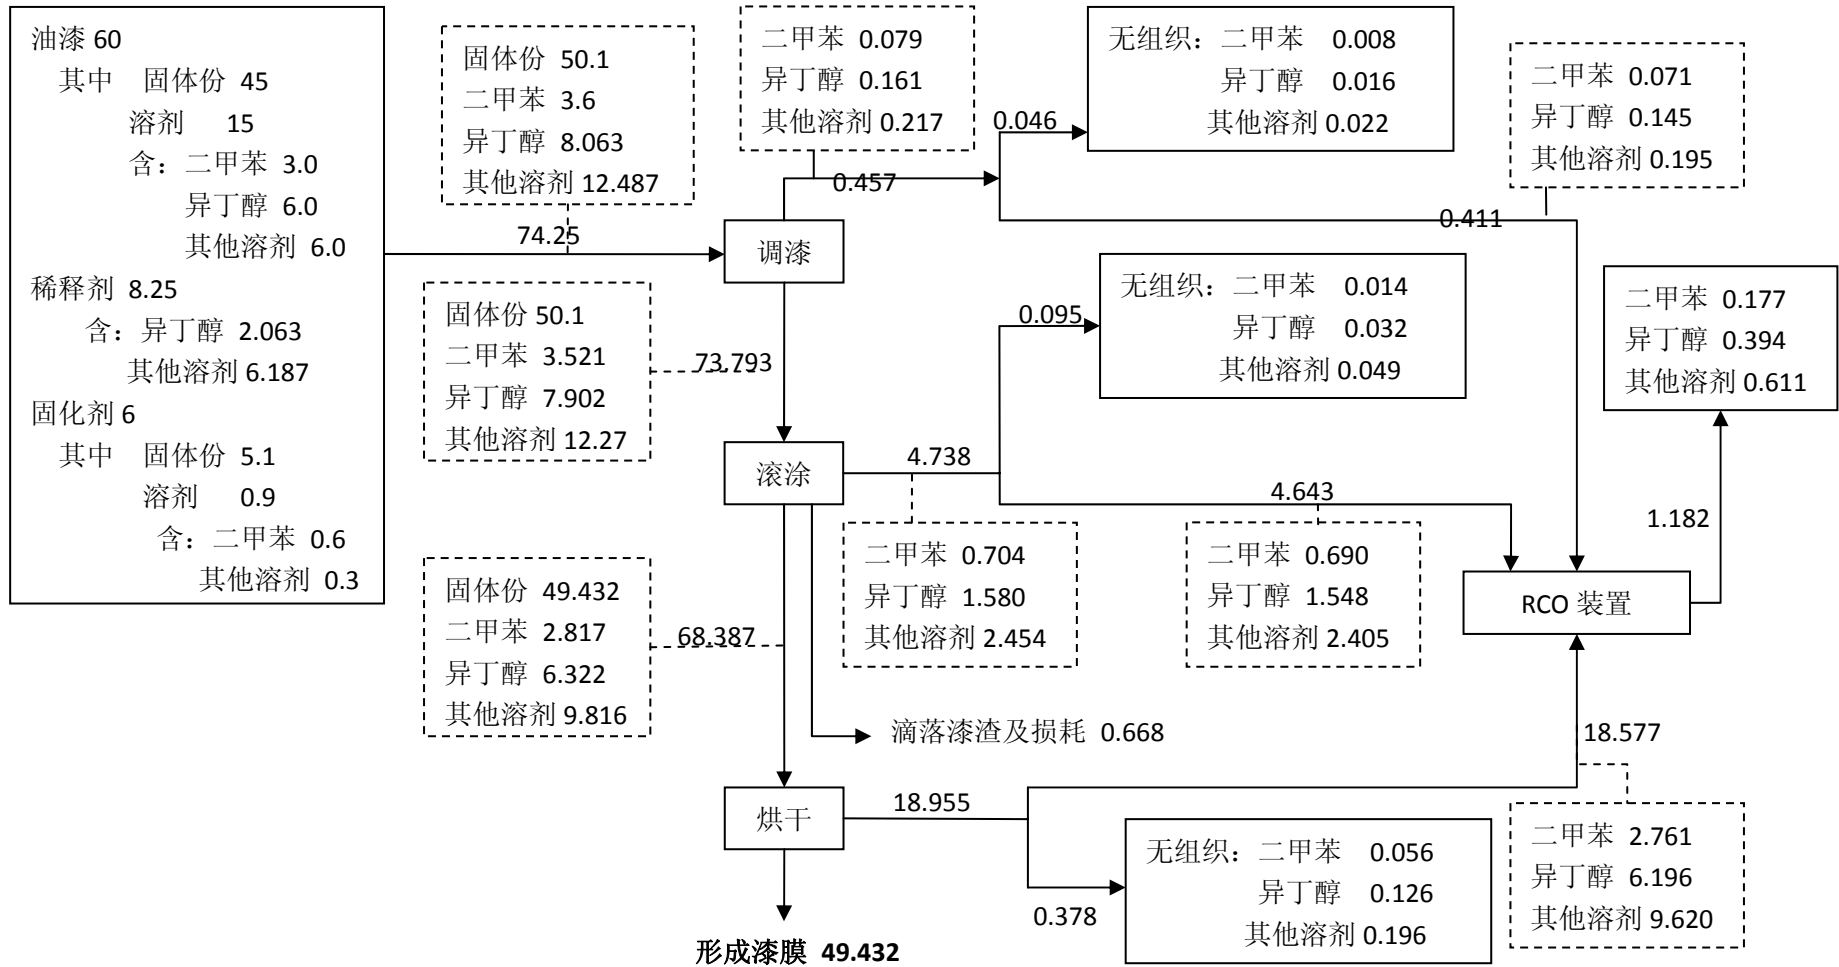 油漆 60
其中 固体份 45
溶剂 15
含：二甲苯 3.0
异丁醇 6.0
其他溶剂 6.0
稀释剂 8.25
含：异丁醇 2.063
其他溶剂 6.187
固化剂 6
其中 固体份 5.1
溶剂 0.9
含：二甲苯 0.6
其他溶剂 0.3
固体份 50.1
二甲苯 3.6
异丁醇 8.063
其他溶剂 12.487
74.25
调漆
二甲苯 0.079
异丁醇 0.161
其他溶剂 0.217
0.457
0.046
无组织：二甲苯 0.008
异丁醇 0.016
其他溶剂 0.022
二甲苯 0.071
异丁醇 0.145
其他溶剂 0.195
0.411
固体份 50.1
二甲苯 3.521
异丁醇 7.902
其他溶剂 12.27
73.793
滚涂
4.738
0.095
无组织：二甲苯 0.014
异丁醇 0.032
其他溶剂 0.049
4.643
二甲苯 0.704
异丁醇 1.580
其他溶剂 2.454
二甲苯 0.690
异丁醇 1.548
其他溶剂 2.405
二甲苯 0.177
异丁醇 0.394
其他溶剂 0.611
1.182
RCO 装置
固体份 49.432
二甲苯 2.817
异丁醇 6.322
其他溶剂 9.816
68.387
滴落漆渣及损耗 0.668
烘干
18.955
18.577
0.378
无组织：二甲苯 0.056
异丁醇 0.126
其他溶剂 0.196
二甲苯 2.761
异丁醇 6.196
其他溶剂 9.620
形成漆膜 49.432